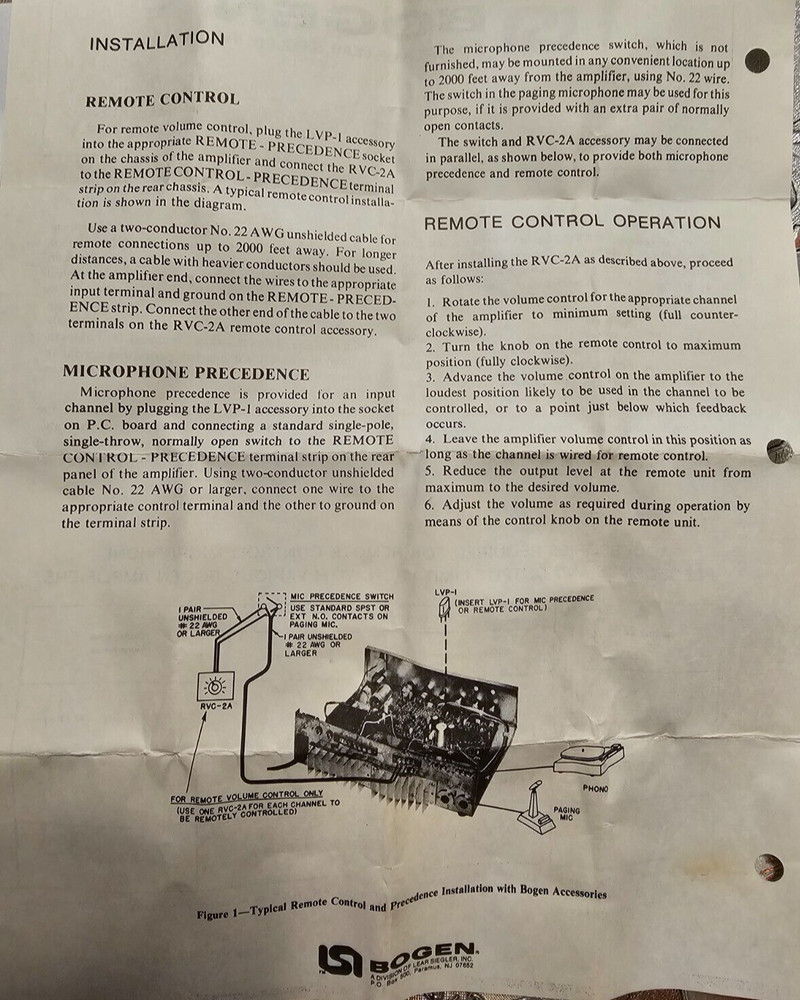 INSTALLATION
REMOTE CONTROL
For remote volume control, plug the LVP-1 accessory
into the appropriate REMOTE - PRECEDENCE socket
on the chassis of the amplifier and connect the RVC-2A
to the REMOTE CONTROL - PRECEDENCE terminal
strip on the rear chassis. A typical remote control installa-
tion is shown in the diagram.
Use a two-conductor No. 22 AWG unshielded cable for
remote connections up to 2000 feet away. For longer
distances, a cable with heavier conductors should be used.
At the amplifier end, connect the wires to the appropriate
input terminal and ground on the REMOTE - PRECED-
ENCE strip. Connect the other end of the cable to the two
terminals on the RVC-2A remote control accessory.
MICROPHONE PRECEDENCE
Microphone precedence is provided for an input
channel by plugging the LVP-1 accessory into the socket
on P.C. board and connecting a standard single-pole,
single-throw, normally open switch to the REMOTE
CONTROL - PRECEDENCE terminal strip on the rear
panel of the amplifier. Using two-conductor unshielded
cable No. 22 AWG or larger, connect one wire to the
appropriate control terminal and the other to ground on
the terminal strip.
The microphone precedence switch, which is not
furnished, may be mounted in any convenient location up
to 2000 feet away from the amplifier, using No. 22 wire.
The switch in the paging microphone may be used for this
purpose, if it is provided with an extra pair of normally
open contacts.
The switch and RVC-2A accessory may be connected
in parallel, as shown below, to provide both microphone
precedence and remote control.
REMOTE CONTROL OPERATION
After installing the RVC-2A as described above, proceed
as follows:
1. Rotate the volume control for the appropriate channel
of the amplifier to minimum setting (full counter-
clockwise).
2. Turn the knob on the remote control to maximum
position (fully clockwise).
3. Advance the volume control on the amplifier to the
loudest position likely to be used in the channel to be
controlled, or to a point just below which feedback
occurs.
4. Leave the amplifier volume control in this position as
long as the channel is wired for remote control.
5. Reduce the output level at the remote unit from
maximum to the desired volume.
6. Adjust the volume as required during operation by
means of the control knob on the remote unit.
1 PAIR
UNSHIELDED
# 22 AWG
OR LARGER
MIC PRECEDENCE SWITCH
USE STANDARD SPST OR
EXT N.O. CONTACTS ON
PAGING MIC.
1 PAIR UNSHIELDED
# 22 AWG OR
LARGER
LVP-1
(INSERT LVP-1 FOR MIC PRECEDENCE
OR REMOTE CONTROL)
RVC-2A
FOR REMOTE VOLUME CONTROL ONLY
(USE ONE RVC-2A FOR EACH CHANNEL TO
BE REMOTELY CONTROLLED)
PHONO
PAGING
MIC
Figure 1—Typical Remote Control and Precedence Installation with Bogen Accessories
BOGEN
A DIVISION OF LEAR SIEGLER, INC.
P.O. Box 500, Paramus, NJ 07652